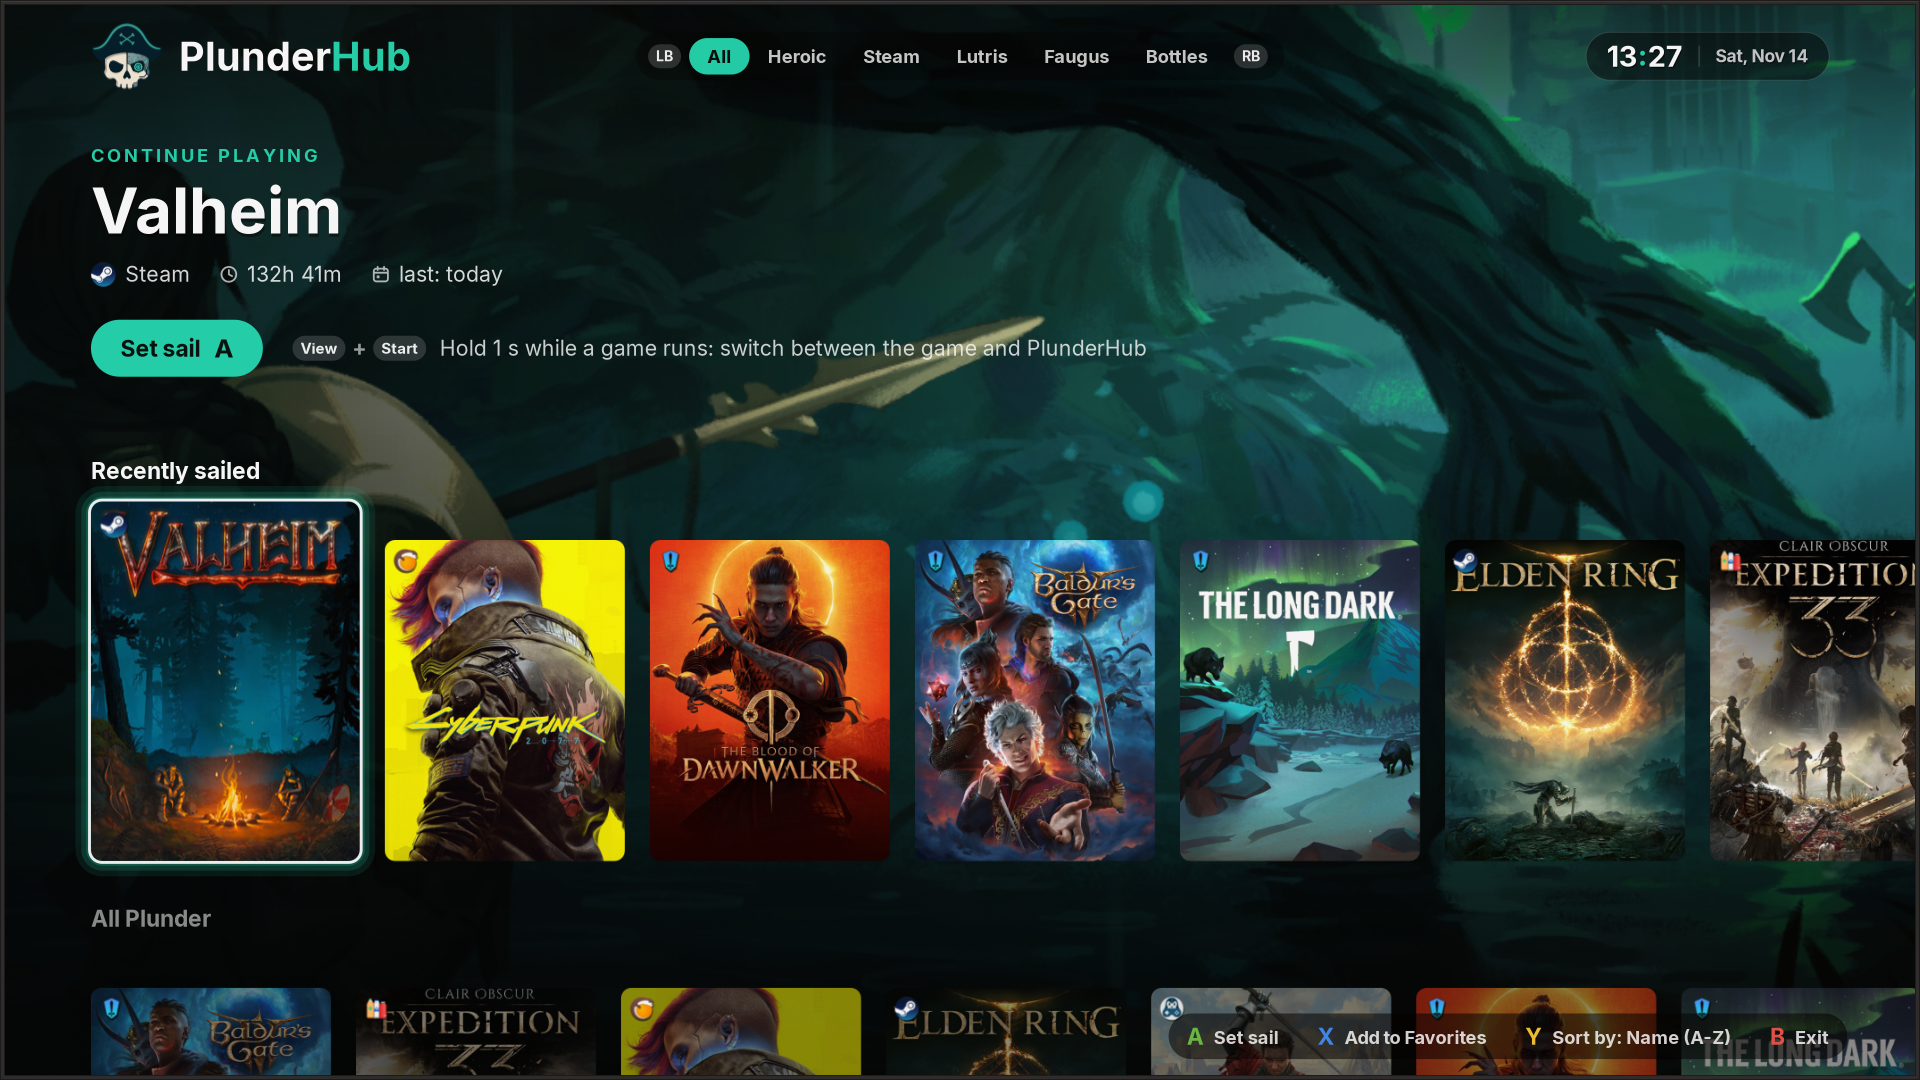 PlunderHub
LB All Heroic Steam Lutris Faugus Bottles RB
13:27 Sat, Nov 14
CONTINUE PLAYING
Valheim
Steam 132h 41m last: today
Set sail A View + Start Hold 1 s while a game runs: switch between the game and PlunderHub
Recently sailed
VALHEIM
Cyberpunk
2077
THE BLOOD OF
DAWNWALKER
Baldur's
Gate
THE LONG DARK
ELDEN RING
CLAIR OBSCUR
EXPEDITION
33
All Plunder
Baldur's
Gate
CLAIR OBSCUR
EXPEDITION
33
ELDEN RING
THE LONG DARK
A Set sail X Add to Favorites Y Sort by: Name (A-Z) B Exit